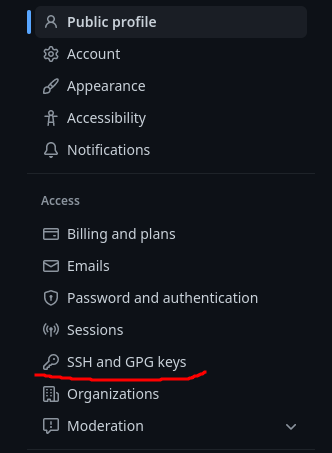 Public profile
Account
Appearance
Accessibility
Notifications
Access
Billing and plans
Emails
Password and authentication
Sessions
SSH and GPG keys
Organizations
Moderation